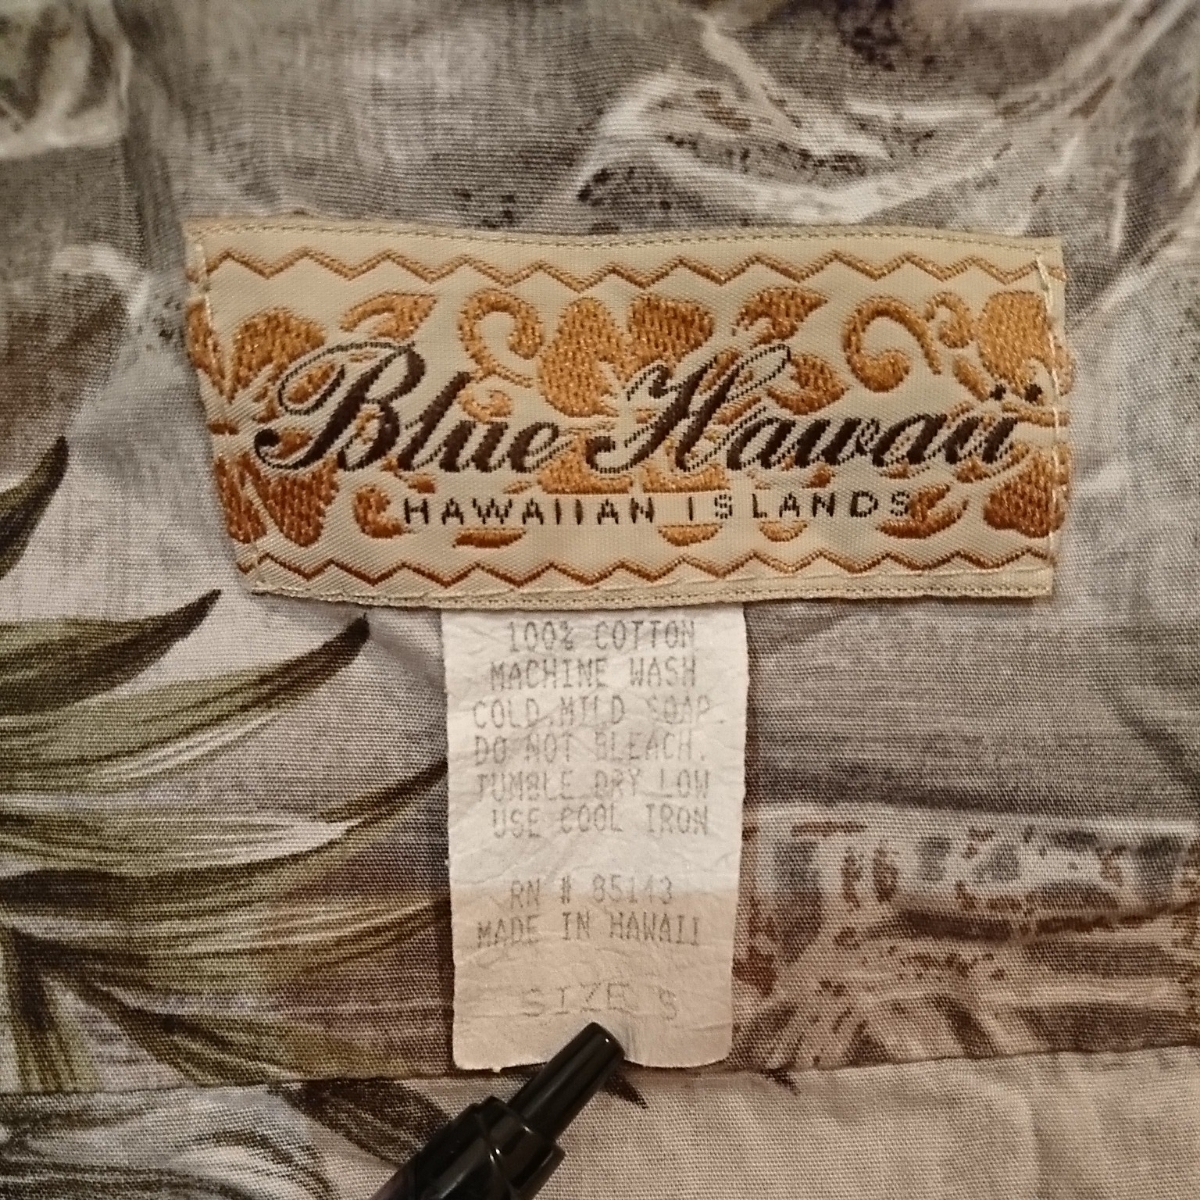 Blue Hawaii
HAWAIIAN ISLANDS
100% COTTON
MACHINE WASH
COLD.MILD SOAP.
DO NOT BLEACH.
TUMBLE DRY LOW
USE COOL IRON
RN # 85143
MADE IN HAWAII
SIZE S